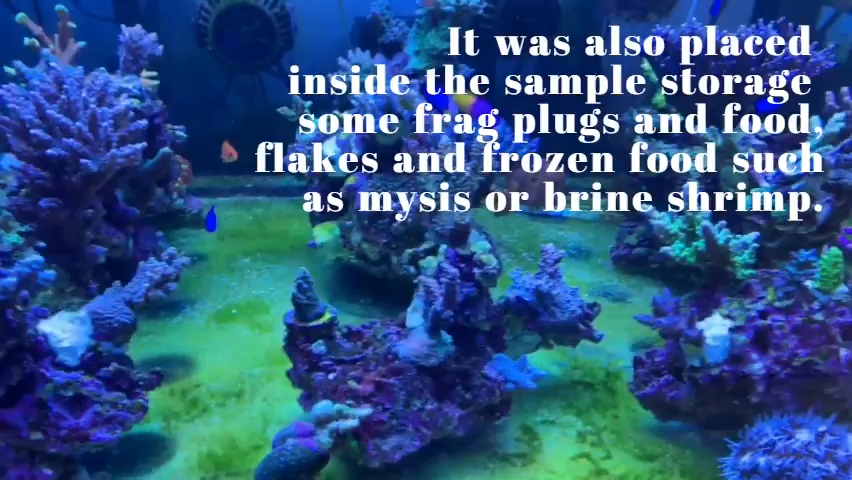 It was also placed
inside the sample storage
some frag plugs and food,
flakes and frozen food such
as mysis or brine shrimp.